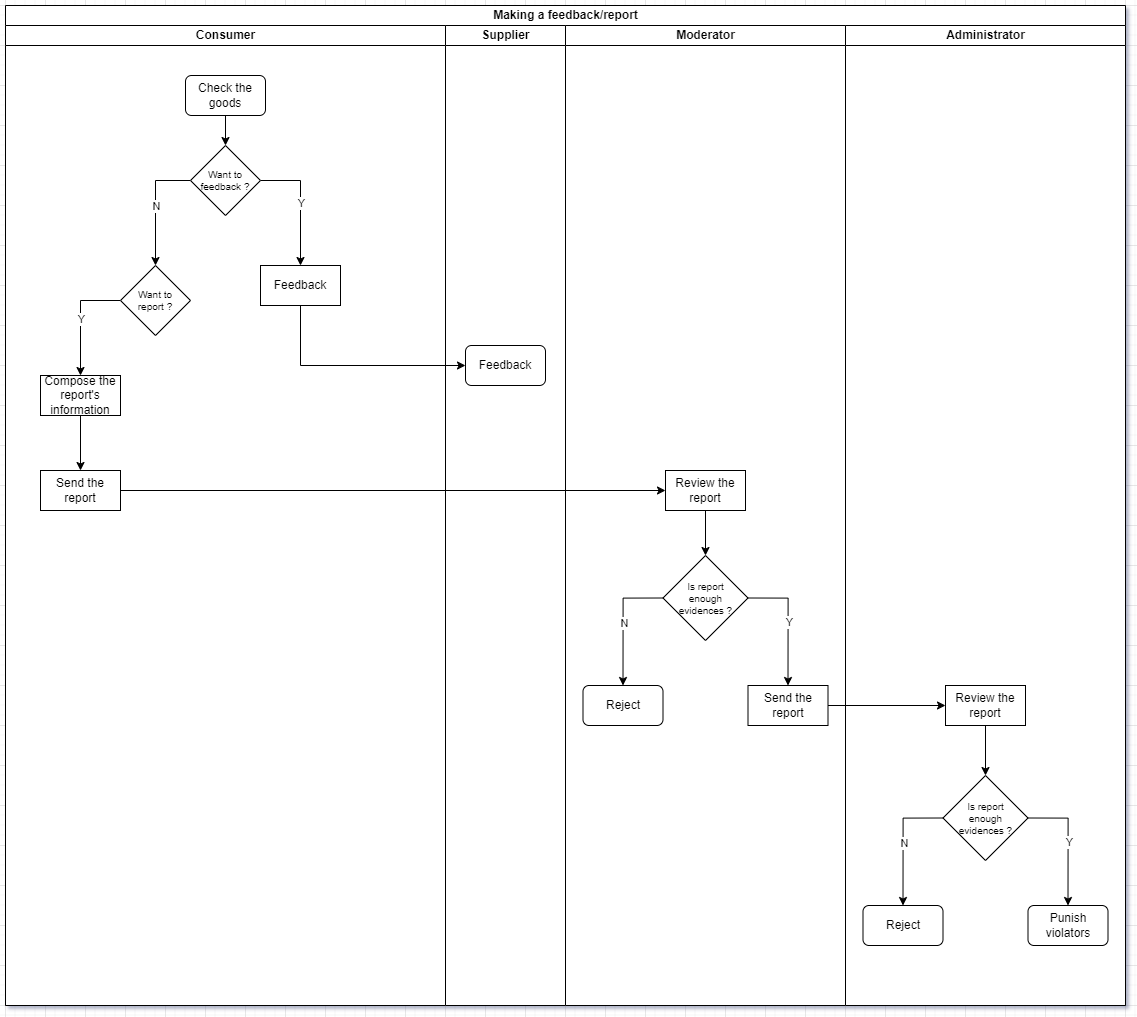 Making a feedback/report
Consumer
Supplier
Moderator
Administrator
Check the
goods
Want to
feedback ?
N
Y
Want to
report ?
Feedback
Y
Feedback
Compose the
report's
information
Send the
report
Review the
report
Is report
enough
evidences ?
N
Y
Reject
Send the
report
Review the
report
Is report
enough
evidences ?
N
Y
Reject
Punish
violators